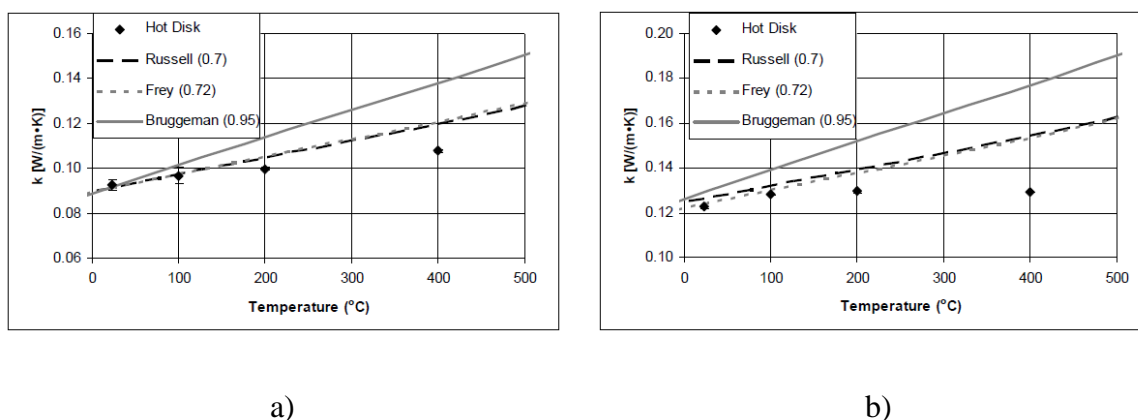 0.16
0.14
0.12
0.10
0.08
0.06
k [W/(m•K)]
Hot Disk
Russell (0.7)
Frey (0.72)
Bruggeman (0.95)
0 100 200 300 400 500
Temperature (°C)
0.20
0.18
0.16
0.14
0.12
0.10
k [W/(m•K)]
Hot Disk
Russell (0.7)
Frey (0.72)
Bruggeman (0.95)
0 100 200 300 400 500
Temperature (°C)
a) b)